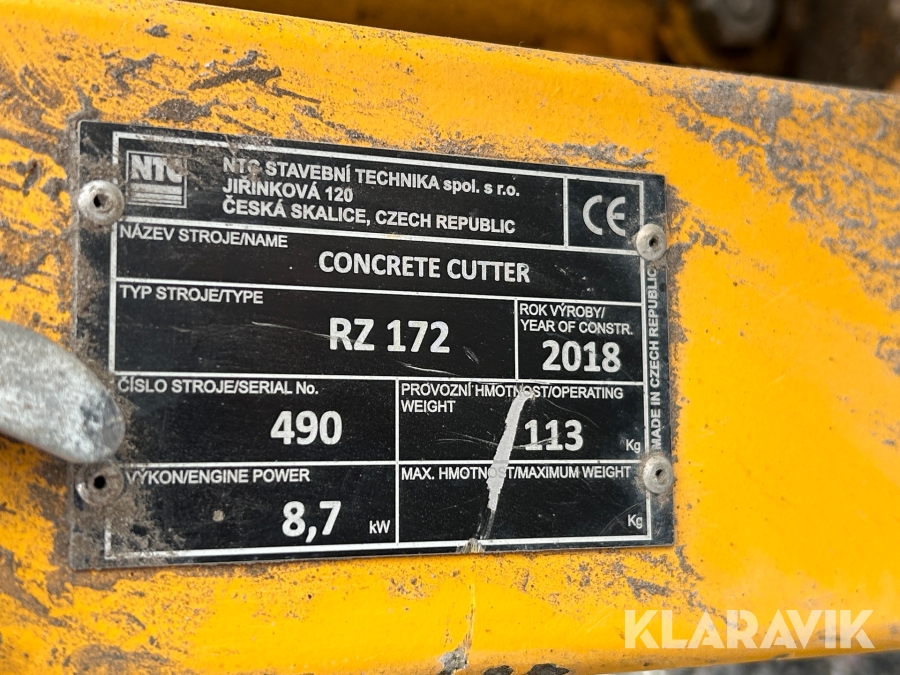 NTC
NTC STAVEBNÍ TECHNIKA spol. s r.o.
JIŘINKOVÁ 120
ČESKÁ SKALICE, CZECH REPUBLIC
CE
NÁZEV STROJE/NAME
CONCRETE CUTTER
TYP STROJE/TYPE
RZ 172
ROK VÝROBY/
YEAR OF CONSTR.
2018
ČÍSLO STROJE/SERIAL No.
490
PROVOZNÍ HMOTNOST/OPERATING
WEIGHT
113
Kg
VÝKON/ENGINE POWER
8,7
kW
MAX. HMOTNOST/MAXIMUM WEIGHT
Kg
MADE IN CZECH REPUBLIC
KLARAVIK